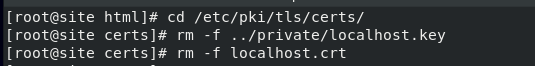 [root@site html]# cd /etc/pki/tls/certs/
[root@site certs]# rm -f ../private/localhost.key
[root@site certs]# rm -f localhost.crt